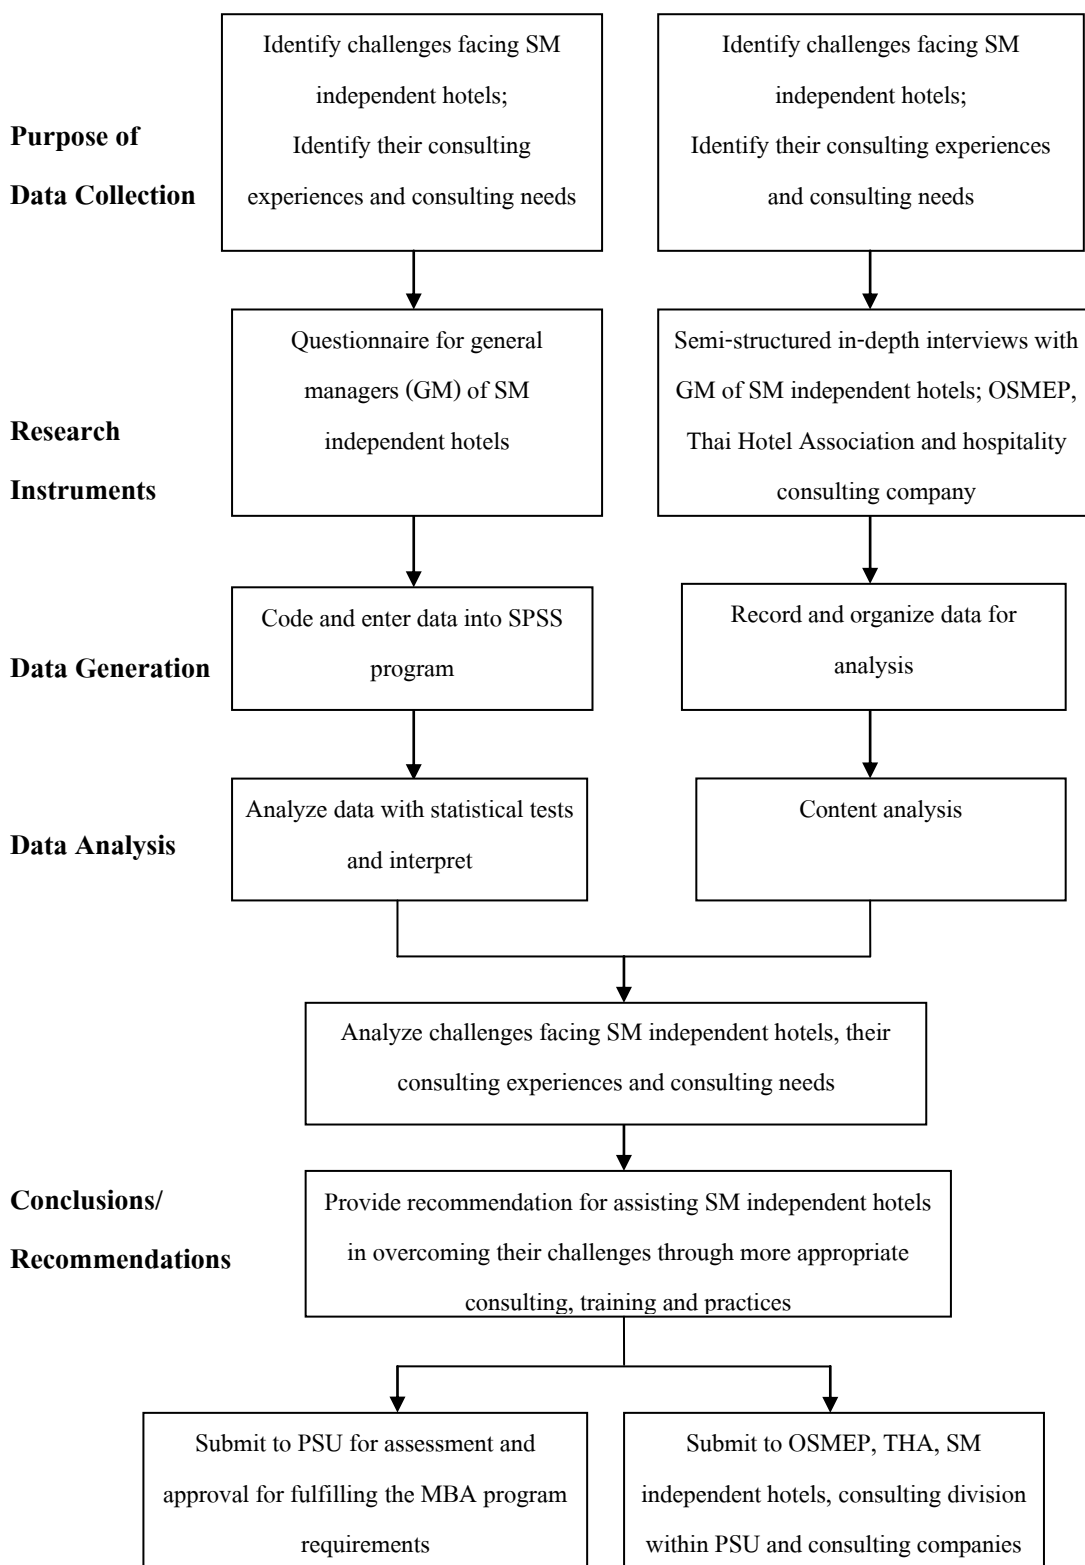 Identify challenges facing SM
independent hotels;
Identify their consulting
experiences and consulting needs
Identify challenges facing SM
independent hotels;
Identify their consulting experiences
and consulting needs
Purpose of
Data Collection
Questionnaire for general
managers (GM) of SM
independent hotels
Semi-structured in-depth interviews with
GM of SM independent hotels; OSMEP,
Thai Hotel Association and hospitality
consulting company
Research
Instruments
Code and enter data into SPSS
program
Record and organize data for
analysis
Data Generation
Analyze data with statistical tests
and interpret
Content analysis
Data Analysis
Analyze challenges facing SM independent hotels, their
consulting experiences and consulting needs
Conclusions/
Recommendations
Provide recommendation for assisting SM independent hotels
in overcoming their challenges through more appropriate
consulting, training and practices
Submit to PSU for assessment and
approval for fulfilling the MBA program
requirements
Submit to OSMEP, THA, SM
independent hotels, consulting division
within PSU and consulting companies